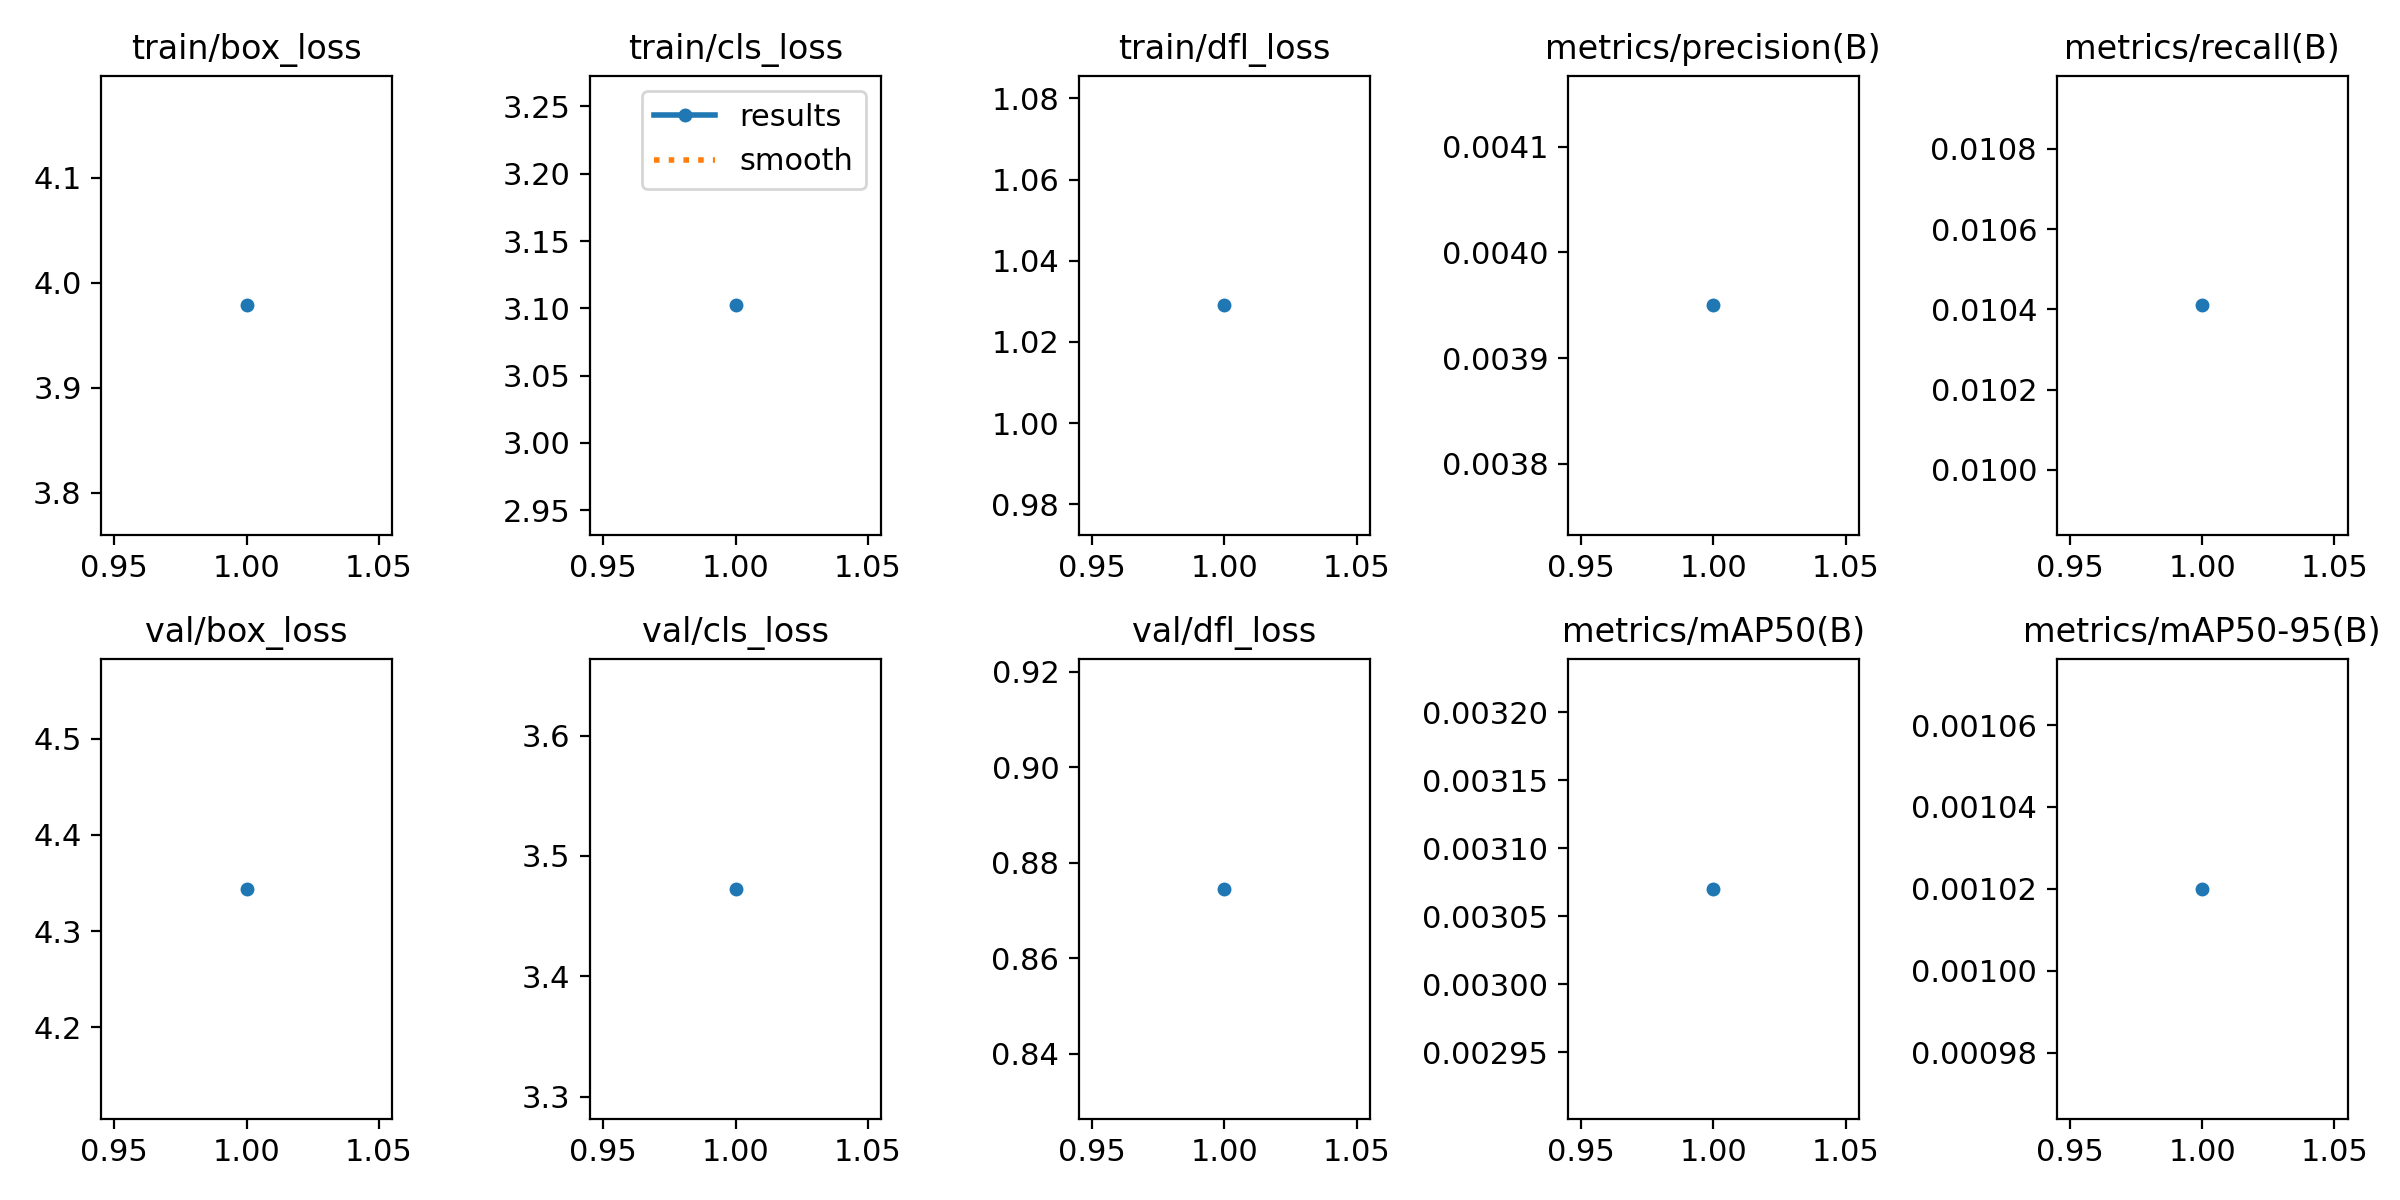 train/box_loss
4.1
4.0
3.9
3.8
0.95 1.00 1.05
train/cls_loss
results
smooth
3.25
3.20
3.15
3.10
3.05
3.00
2.95
0.95 1.00 1.05
train/dfl_loss
1.08
1.06
1.04
1.02
1.00
0.98
0.95 1.00 1.05
metrics/precision(B)
0.0041
0.0040
0.0039
0.0038
0.95 1.00 1.05
metrics/recall(B)
0.0108
0.0106
0.0104
0.0102
0.0100
0.95 1.00 1.05
val/box_loss
4.5
4.4
4.3
4.2
0.95 1.00 1.05
val/cls_loss
3.6
3.5
3.4
3.3
0.95 1.00 1.05
val/dfl_loss
0.92
0.90
0.88
0.86
0.84
0.95 1.00 1.05
metrics/mAP50(B)
0.00320
0.00315
0.00310
0.00305
0.00300
0.00295
0.95 1.00 1.05
metrics/mAP50-95(B)
0.00106
0.00104
0.00102
0.00100
0.00098
0.95 1.00 1.05